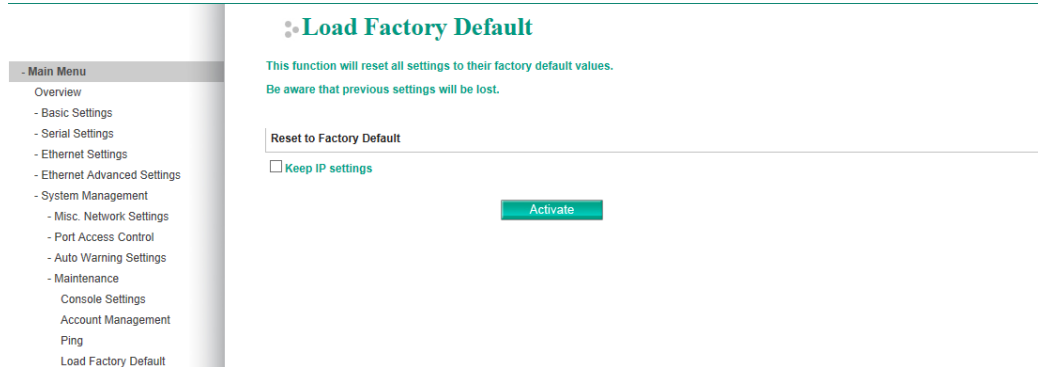 - Main Menu
Overview
- Basic Settings
- Serial Settings
- Ethernet Settings
- Ethernet Advanced Settings
- System Management
- Misc. Network Settings
- Port Access Control
- Auto Warning Settings
- Maintenance
Console Settings
Account Management
Ping
Load Factory Default
Load Factory Default
This function will reset all settings to their factory default values.
Be aware that previous settings will be lost.
Reset to Factory Default
Keep IP settings
Activate